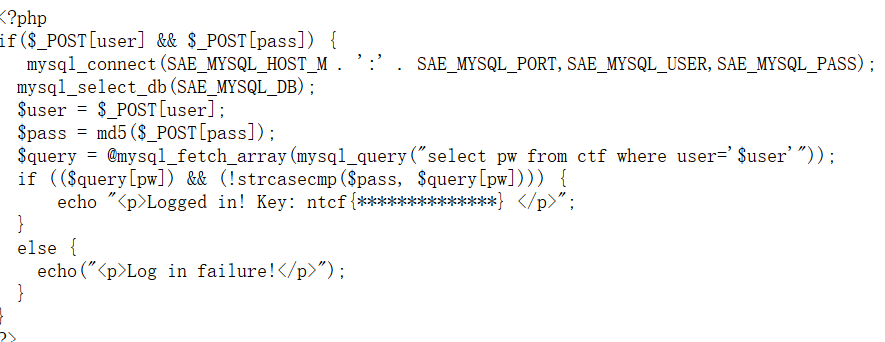 <?php
if($_POST[user] && $_POST[pass]) {
mysql_connect(SAE_MYSQL_HOST_M . ':' . SAE_MYSQL_PORT,SAE_MYSQL_USER,SAE_MYSQL_PASS);
mysql_select_db(SAE_MYSQL_DB);
$user = $_POST[user];
$pass = md5($_POST[pass]);
$query = @mysql_fetch_array(mysql_query("select pw from ctf where user='$user'"));
if (($query[pw]) && (!strcasecmp($pass, $query[pw]))) {
echo "<p>Logged in! Key: ntcf{**************} </p>";
}
else {
echo("<p>Log in failure!</p>");
}
}
?>